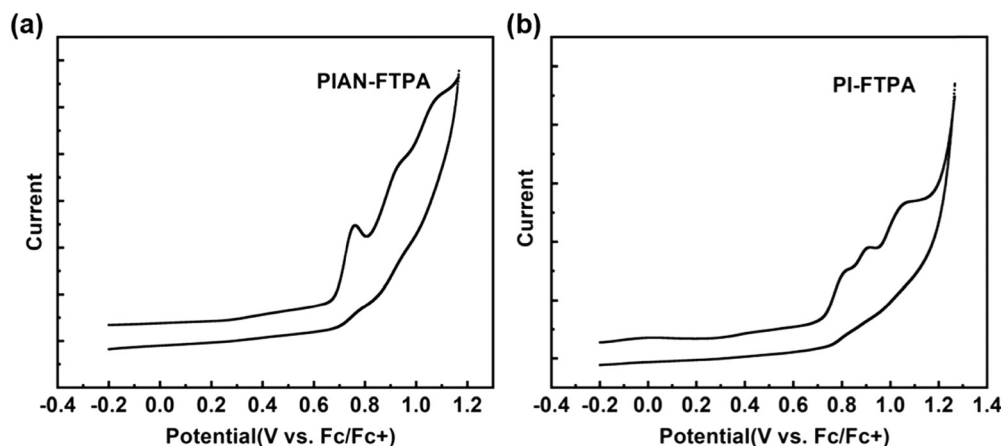 (a)
PIAN-FTPA
Current
-0.4 -0.2 0.0 0.2 0.4 0.6 0.8 1.0 1.2
Potential(V vs. Fc/Fc+)
(b)
PI-FTPA
Current
-0.4 -0.2 0.0 0.2 0.4 0.6 0.8 1.0 1.2 1.4
Potential(V vs. Fc/Fc+)